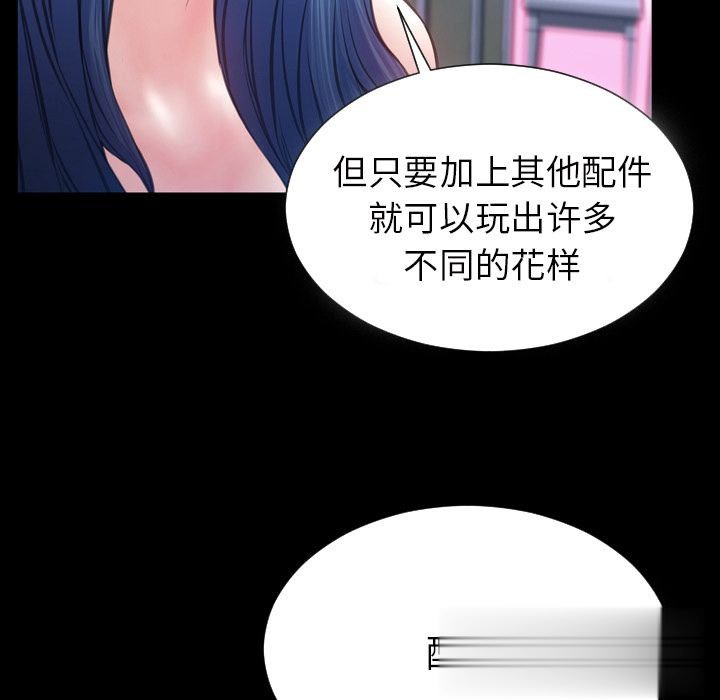 但只要加上其他配件
就可以玩出许多
不同的花样